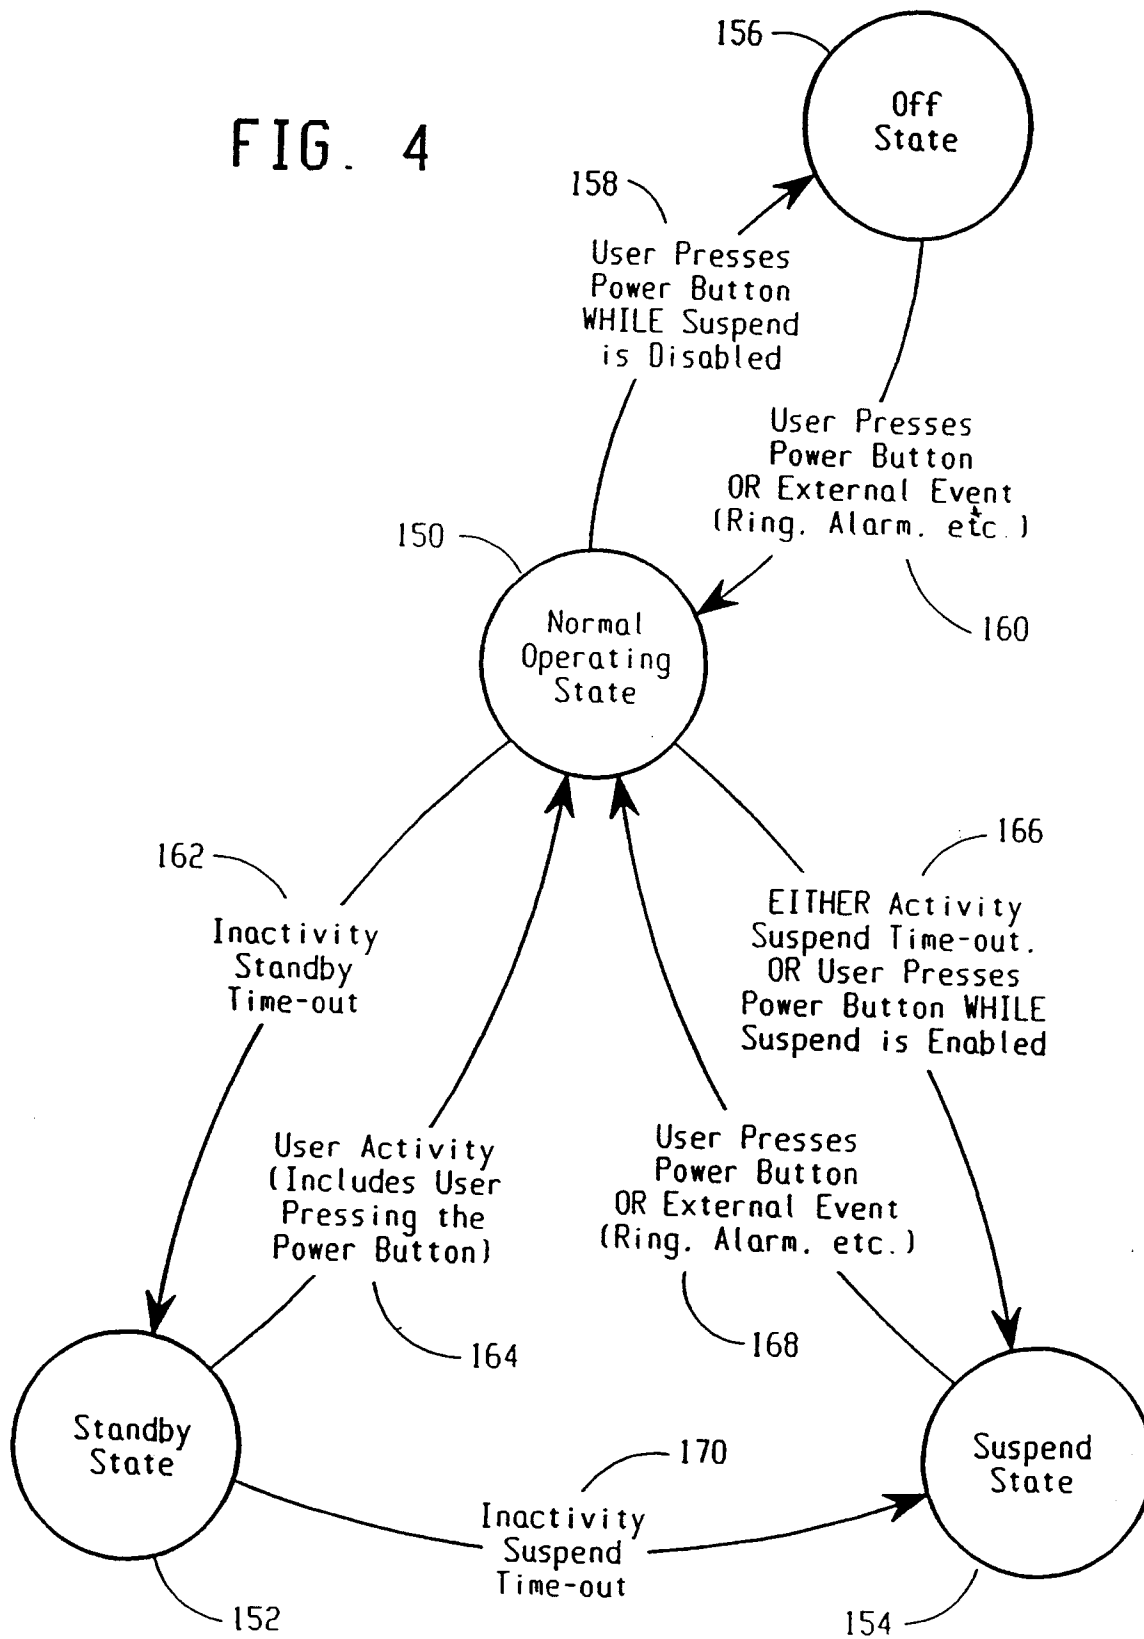 156
Off
State
FIG. 4
158
User Presses
Power Button
WHILE Suspend
is Disabled
User Presses
Power Button
OR External Event
(Ring, Alarm, etc.)
160
150
Normal
Operating
State
162
Inactivity
Standby
Time-out
166
EITHER Activity
Suspend Time-out,
OR User Presses
Power Button WHILE
Suspend is Enabled
User Activity
(Includes User
Pressing the
Power Button)
164
User Presses
Power Button
OR External Event
(Ring, Alarm, etc.)
168
Standby
State
152
170
Inactivity
Suspend
Time-out
Suspend
State
154